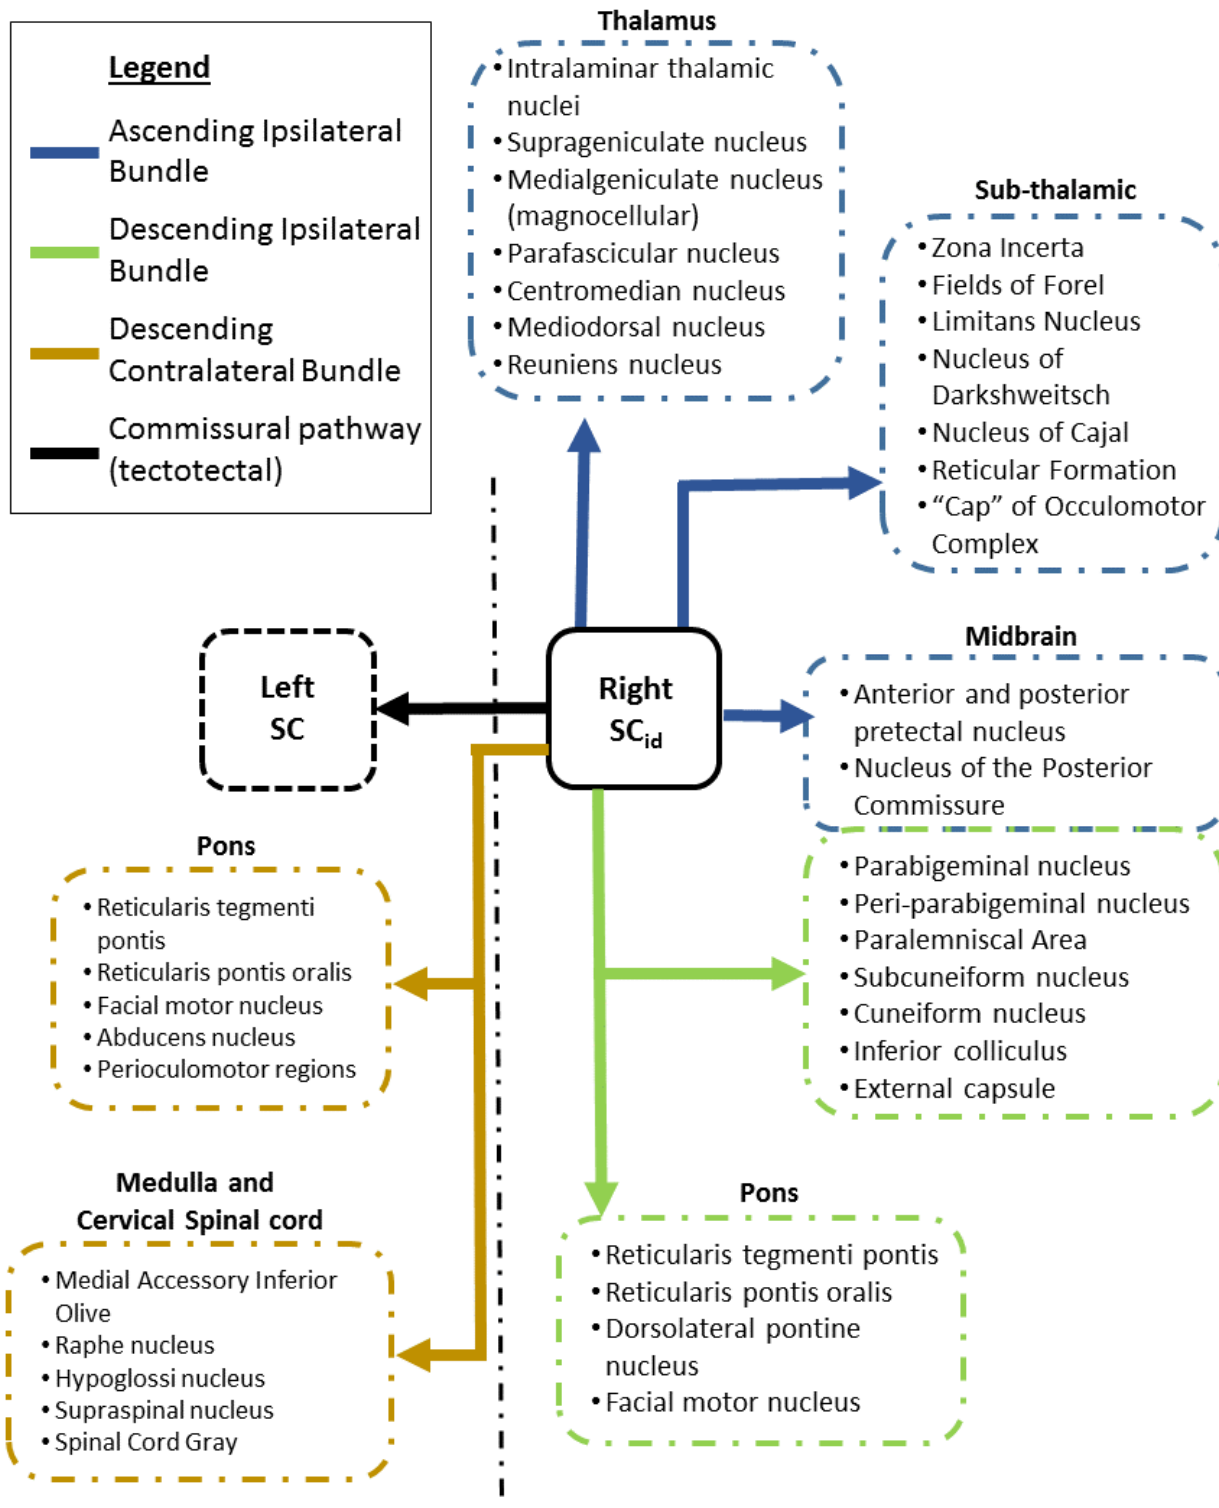 Legend
Ascending Ipsilateral
Bundle
Descending Ipsilateral
Bundle
Descending
Contralateral Bundle
Commissural pathway
(tectotectal)
Thalamus
• Intralaminar thalamic
nuclei
• Suprageniculate nucleus
• Medialgeniculate nucleus
(magnocellular)
• Parafascicular nucleus
• Centromedian nucleus
• Mediodorsal nucleus
• Reuniens nucleus
Sub-thalamic
• Zona Incerta
• Fields of Forel
• Limitans Nucleus
• Nucleus of
Darkshweitsch
• Nucleus of Cajal
• Reticular Formation
• “Cap” of Occulomotor
Complex
Left
SC
Right
SCid
Midbrain
• Anterior and posterior
pretectal nucleus
• Nucleus of the Posterior
Commissure
• Parabigeminal nucleus
• Peri-parabigeminal nucleus
• Paralemniscal Area
• Subcuneiform nucleus
• Cuneiform nucleus
• Inferior colliculus
• External capsule
Pons
• Reticularis tegmenti
pontis
• Reticularis pontis oralis
• Facial motor nucleus
• Abducens nucleus
• Perioculomotor regions
Medulla and
Cervical Spinal cord
• Medial Accessory Inferior
Olive
• Raphe nucleus
• Hypoglossi nucleus
• Supraspinal nucleus
• Spinal Cord Gray
Pons
• Reticularis tegmenti pontis
• Reticularis pontis oralis
• Dorsolateral pontine
nucleus
• Facial motor nucleus